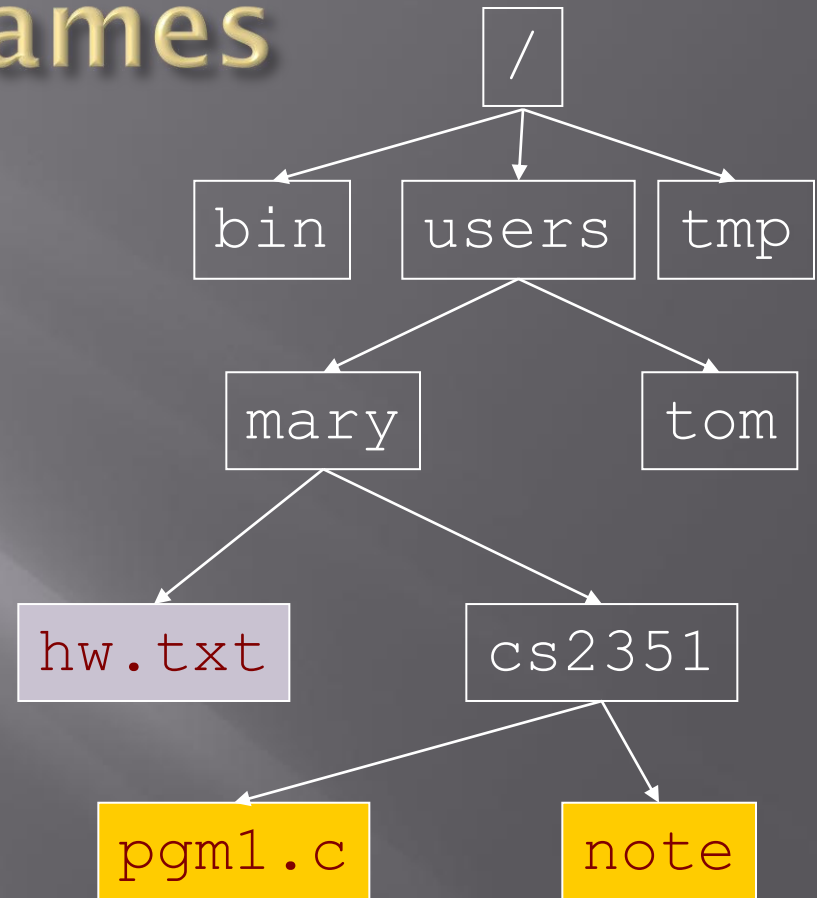 ames
/
bin users tmp
mary tom
hw.txt cs2351
pgm1.c note